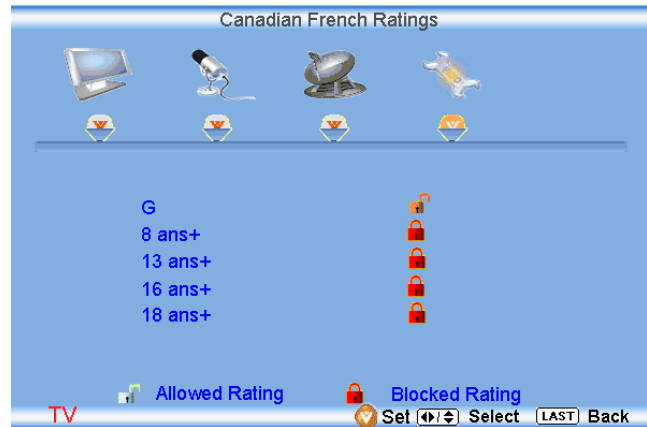 Canadian French Ratings
G
8 ans+
13 ans+
16 ans+
18 ans+
Allowed Rating Blocked Rating
TV Set Select LAST Back